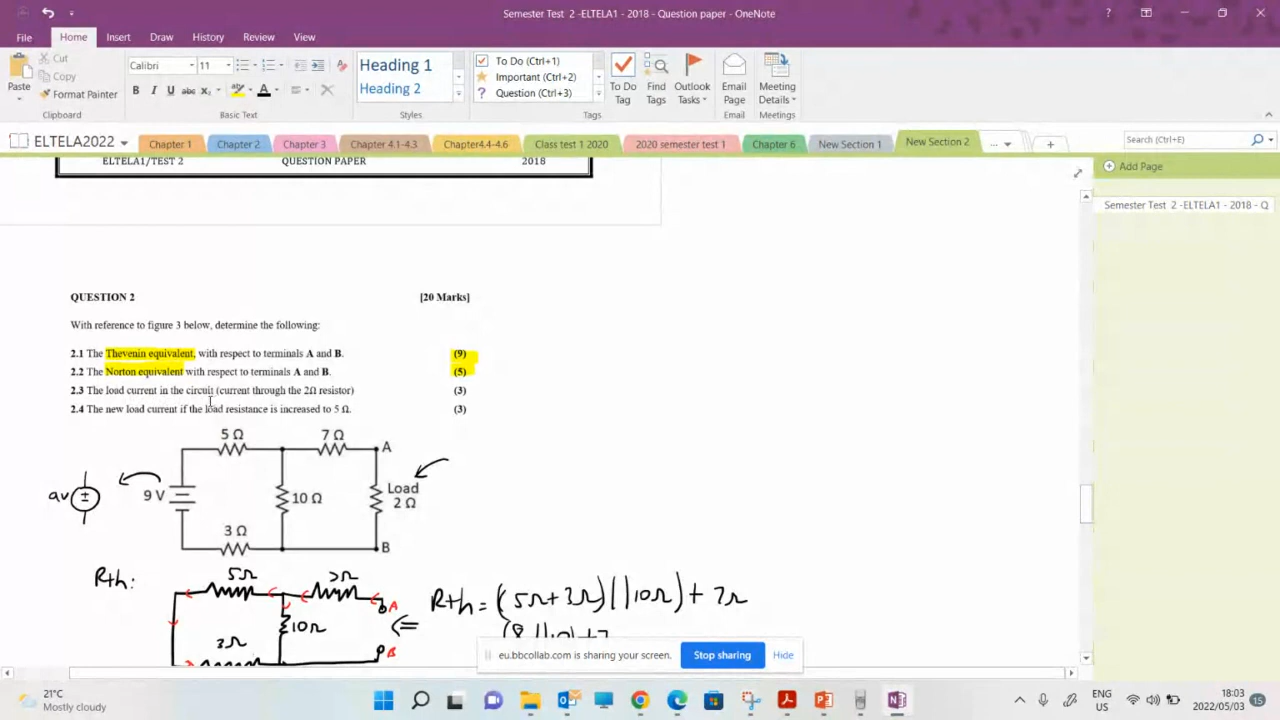 Semester Test 2 -ELTELA1 - 2018 - Question paper - OneNote
File Home Insert Draw History Review View
Paste
Cut
Copy
Format Painter
Clipboard
Calibri 11
B I U abc X₂ A
Basic Text
Heading 1
Heading 2
Styles
To Do (Ctrl+1)
Important (Ctrl+2)
Question (Ctrl+3)
Tags
To Do Tag
Find Tags
Outlook Tasks
Email Page
Email
Meeting Details
Meetings
ELTELA2022 Chapter 1 Chapter 2 Chapter 3 Chapter 4.1-4.3 Chapter4.4-4.6 Class test 1 2020 2020 semester test 1 Chapter 6 New Section 1 New Section 2 ... +
Search (Ctrl+E)
Add Page
Semester Test 2 -ELTELA1 - 2018 - Q
ELTELA1/TEST 2 QUESTION PAPER 2018
QUESTION 2 [20 Marks]
With reference to figure 3 below, determine the following:
2.1 The Thevenin equivalent, with respect to terminals A and B. (9)
2.2 The Norton equivalent with respect to terminals A and B. (5)
2.3 The load current in the circuit (current through the 2Ω resistor) (3)
2.4 The new load current if the load resistance is increased to 5 Ω. (3)
5 Ω 7 Ω A
9 V 10 Ω Load
2 Ω
3 Ω B
9V
Rth:
5Ω 7Ω
A
10Ω
3Ω
B
Rth = (5Ω+3Ω)||10Ω) + 7Ω
(8 ||10)+7
eu.bbcollab.com is sharing your screen. Stop sharing Hide
21°C
Mostly cloudy
ENG
US
18:03
2022/05/03
15